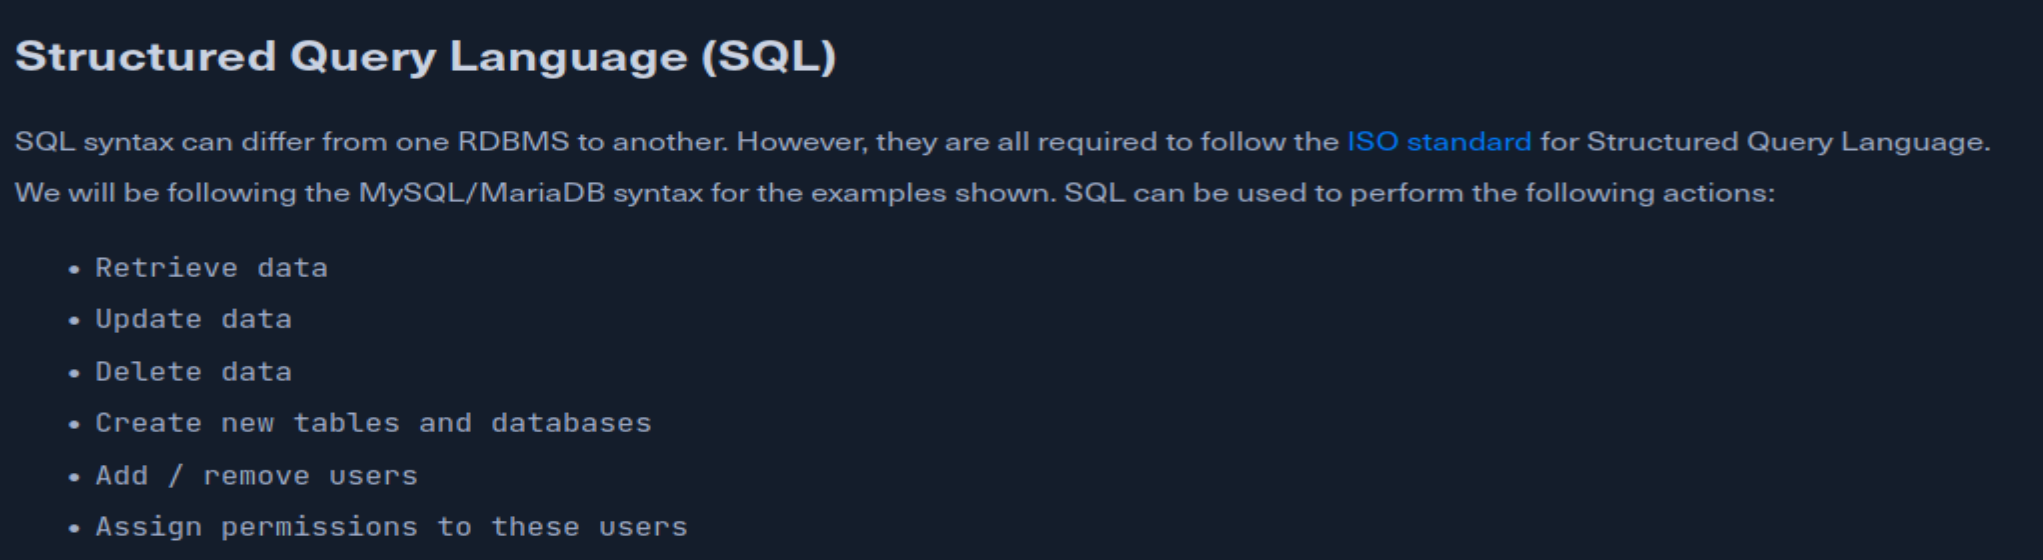 Structured Query Language (SQL)
SQL syntax can differ from one RDBMS to another. However, they are all required to follow the ISO standard for Structured Query Language.
We will be following the MySQL/MariaDB syntax for the examples shown. SQL can be used to perform the following actions:
• Retrieve data
• Update data
• Delete data
• Create new tables and databases
• Add / remove users
• Assign permissions to these users